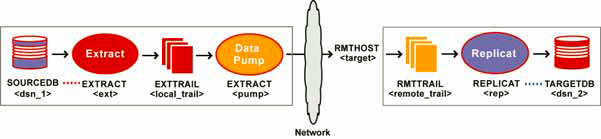 Extract
Data
Pump
RMTHOST
<target>
Replicat
SOURCEDB
<dsn_1>
EXTRACT
<ext>
EXTTRAIL
<local_trail>
EXTRACT
<pump>
RMTTRAIL
<remote_trail>
REPLICAT
<rep>
TARGETDB
<dsn_2>
Network